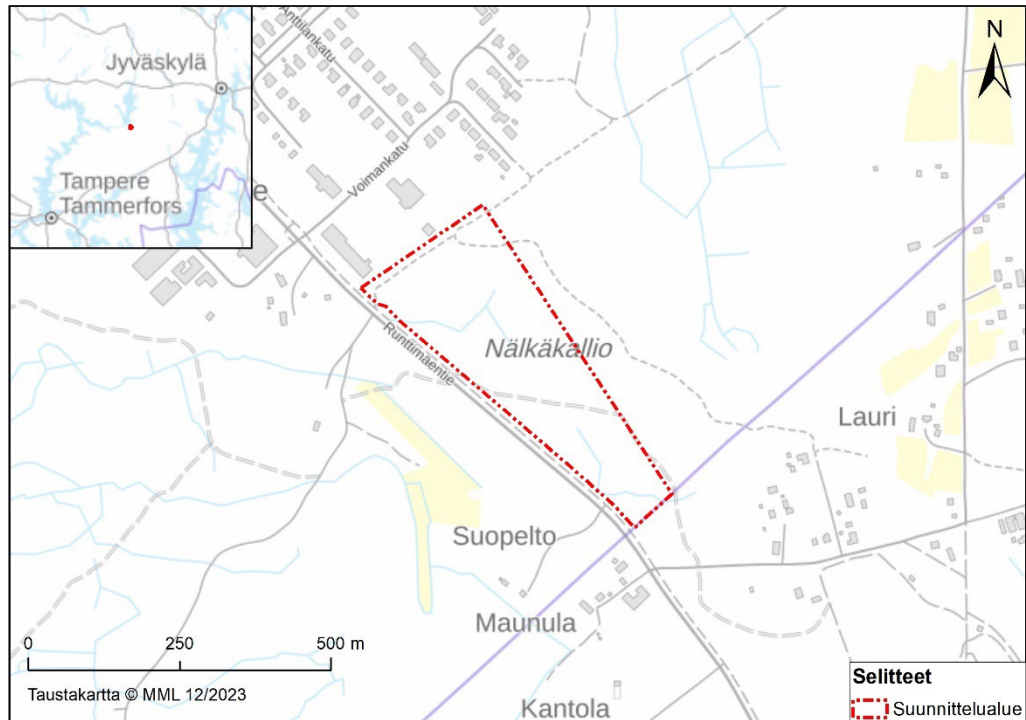 Jyväskylä
Tampere
Tammerfors
e
Anttilankatu
Voimankatu
N
Runttimäentie
Nälkäkallio
Lauri
Suopelto
Maunula
Kantola
0 250 500 m
Taustakartta © MML 12/2023
Selitteet
Suunnittelualue